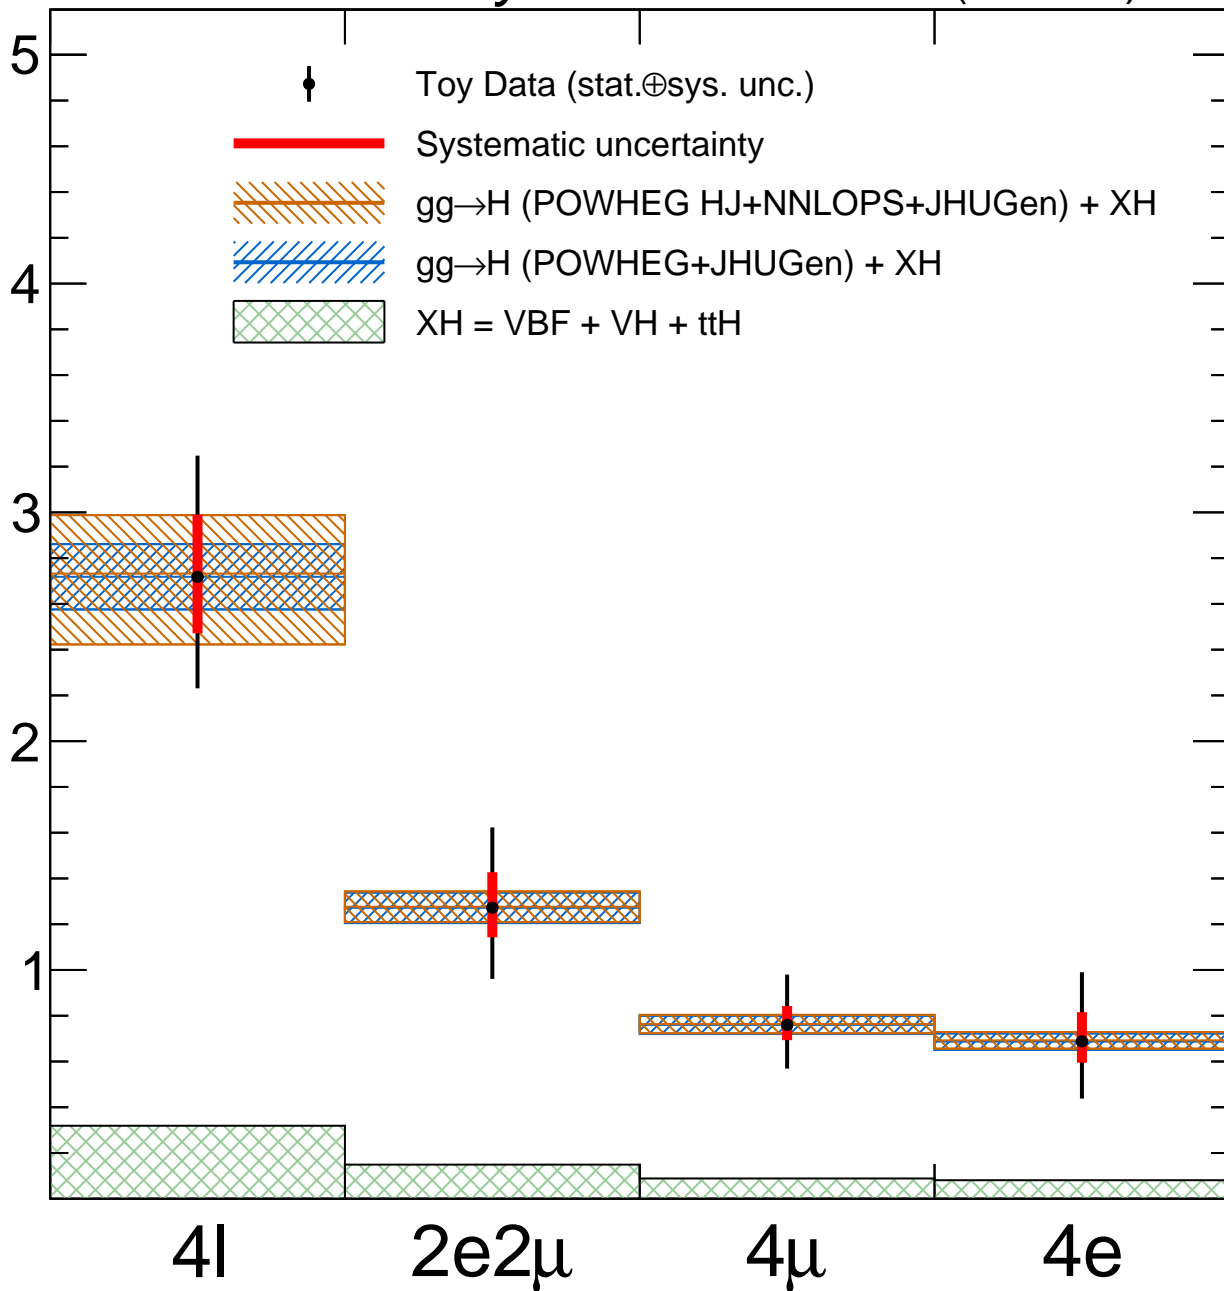 5
Toy Data (stat.⊕sys. unc.)
Systematic uncertainty
gg→H (POWHEG HJ+NNLOPS+JHUGen) + XH
gg→H (POWHEG+JHUGen) + XH
4
XH = VBF + VH + ttH
3
2
1
4l 2e2μ 4μ 4e